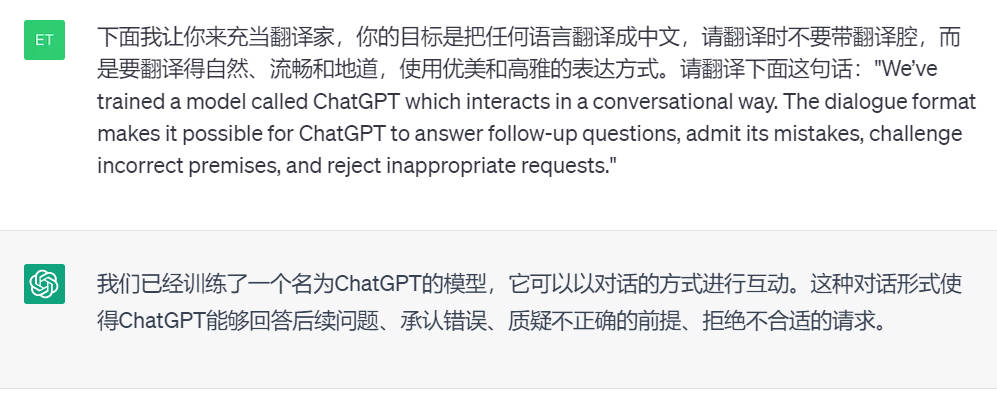 ET
下面我让你来充当翻译家，你的目标是把任何语言翻译成中文，请翻译时不要带翻译腔，而
是要翻译得自然、流畅和地道，使用优美和高雅的表达方式。请翻译下面这句话："We’ve
trained a model called ChatGPT which interacts in a conversational way. The dialogue format
makes it possible for ChatGPT to answer follow-up questions, admit its mistakes, challenge
incorrect premises, and reject inappropriate requests."
我们已经训练了一个名为ChatGPT的模型，它可以以对话的方式进行互动。这种对话形式使
得ChatGPT能够回答后续问题、承认错误、质疑不正确的前提、拒绝不合适的请求。